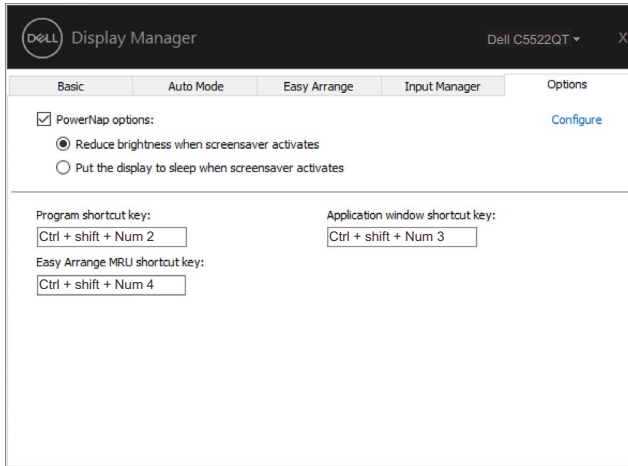 DELL Display Manager Dell C5522QT X
Basic Auto Mode Easy Arrange Input Manager Options
PowerNap options: Configure
Reduce brightness when screensaver activates
Put the display to sleep when screensaver activates
Program shortcut key: Application window shortcut key:
Ctrl + shift + Num 2 Ctrl + shift + Num 3
Easy Arrange MRU shortcut key:
Ctrl + shift + Num 4